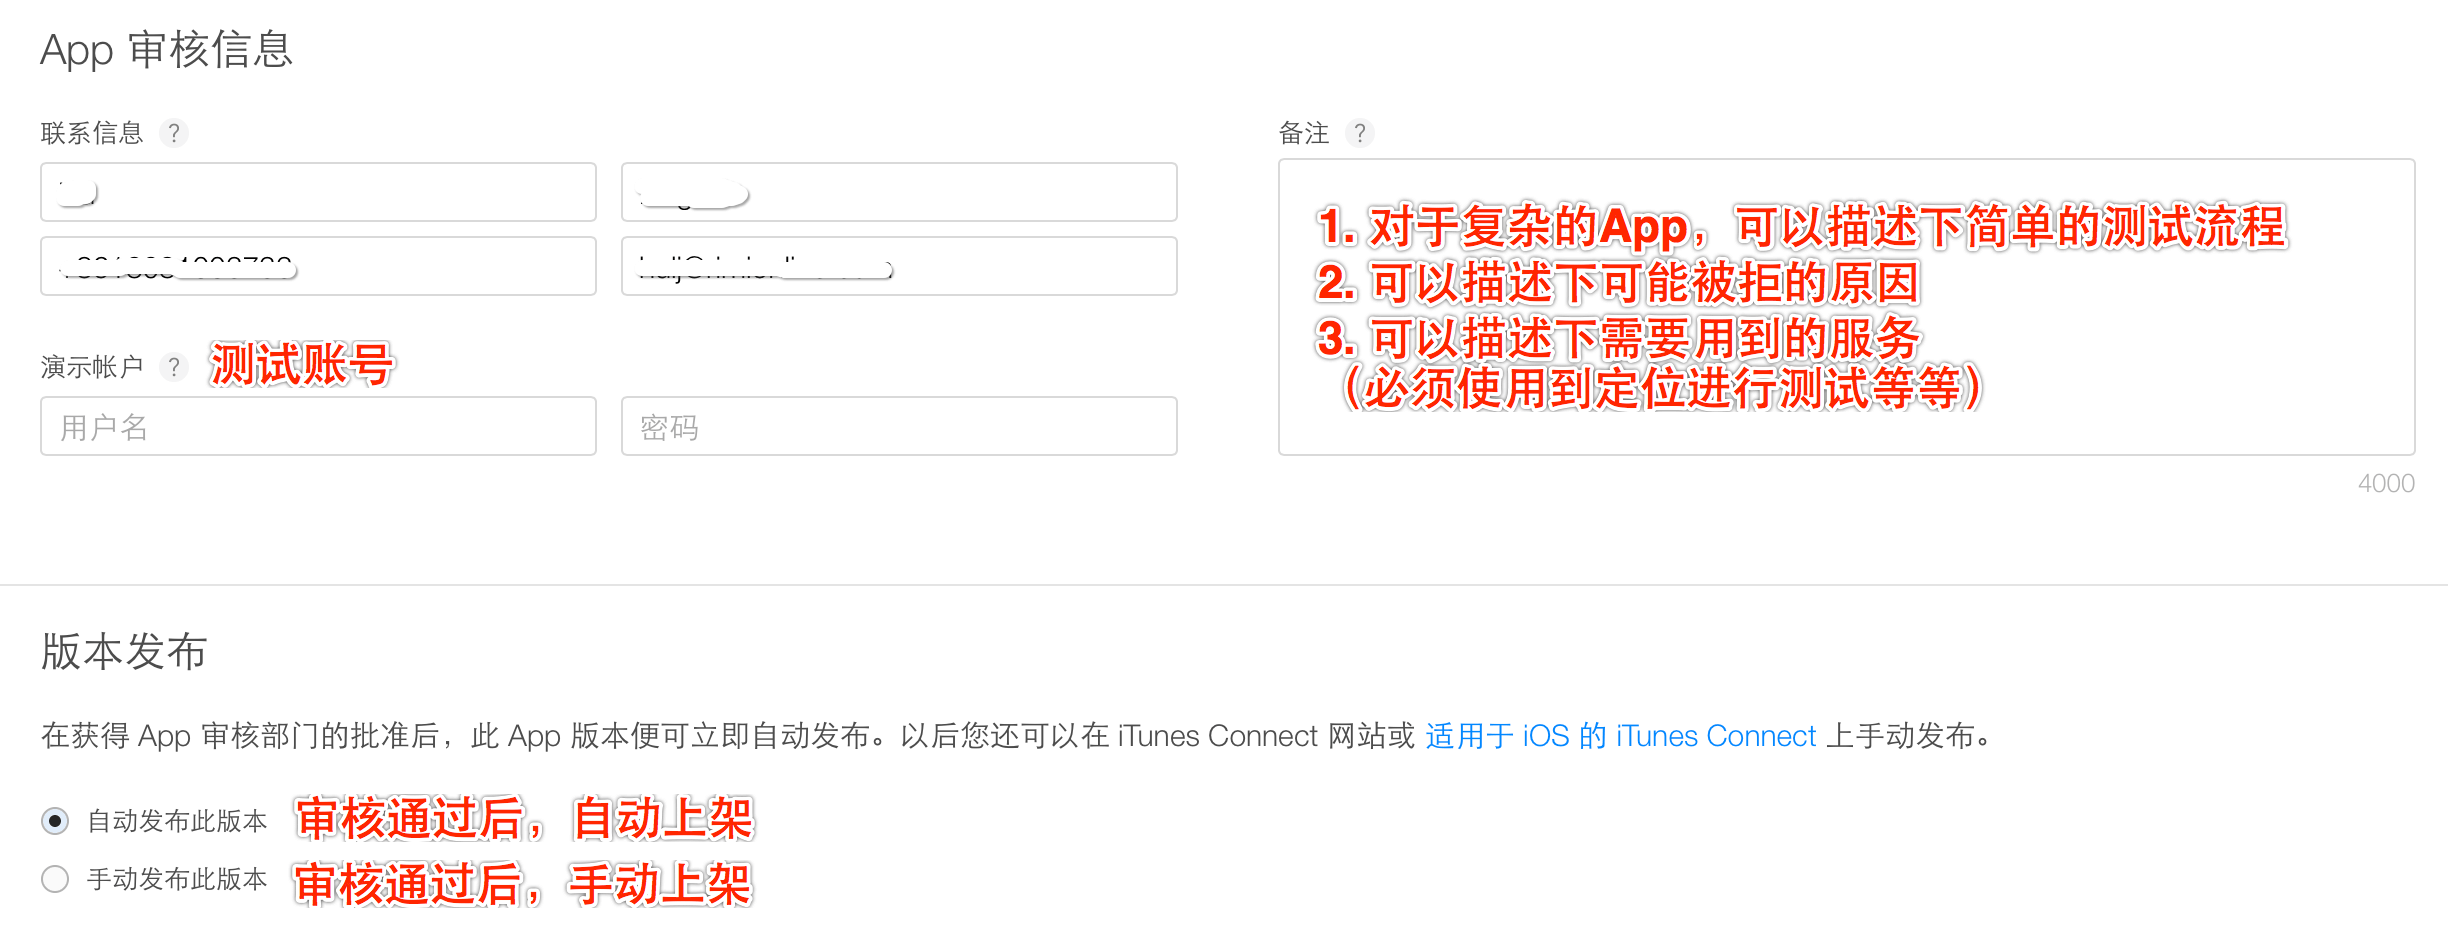 App 审核信息
联系信息 ?
备注 ?
1. 对于复杂的App，可以描述下简单的测试流程
2. 可以描述下可能被拒的原因
3. 可以描述下需要用到的服务
（必须使用到定位进行测试等等）
演示帐户 ? 测试账号
用户名 密码
4000
版本发布
在获得 App 审核部门的批准后，此 App 版本便可立即自动发布。以后您还可以在 iTunes Connect 网站或 适用于 iOS 的 iTunes Connect 上手动发布。
自动发布此版本 审核通过后，自动上架
手动发布此版本 审核通过后，手动上架